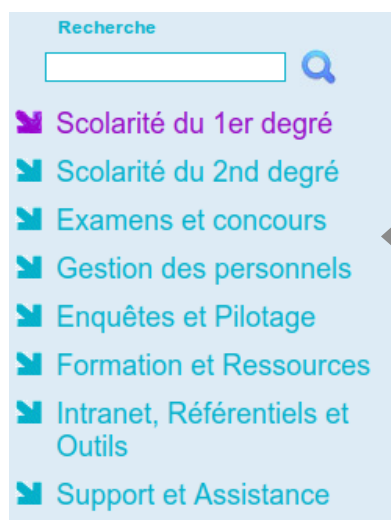 Recherche
Scolarité du 1er degré
Scolarité du 2nd degré
Examens et concours
Gestion des personnels
Enquêtes et Pilotage
Formation et Ressources
Intranet, Référentiels et
Outils
Support et Assistance